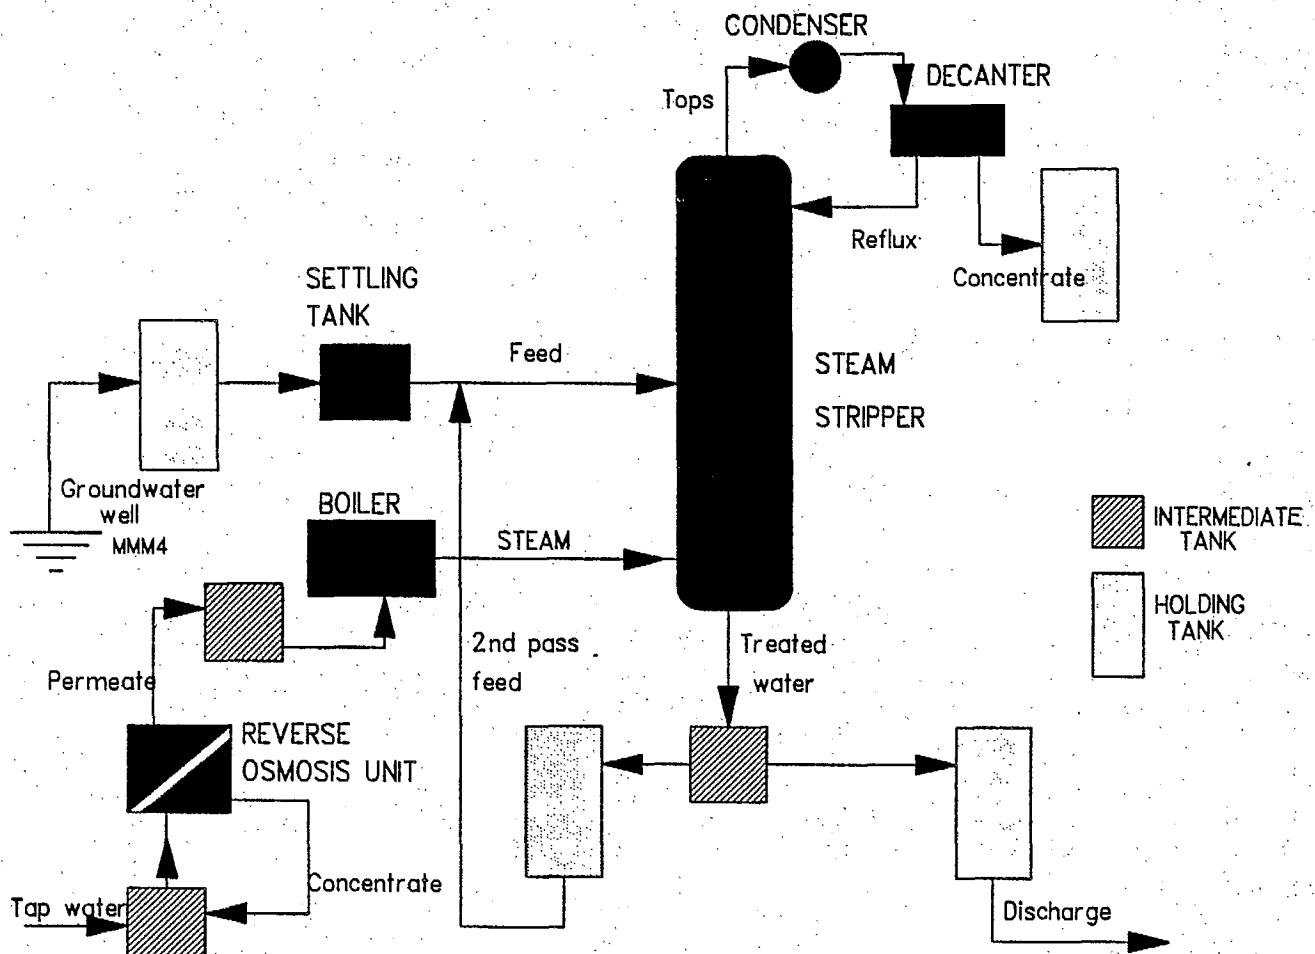 CONDENSER
DECANTER
Tops
Reflux
Concentrate
SETTLING
TANK
Feed
STEAM
STRIPPER
Groundwater
well
MMM4
BOILER
STEAM
INTERMEDIATE
TANK
HOLDING
TANK
2nd pass
feed
Treated
water
Permeate
REVERSE
OSMOSIS UNIT
Concentrate
Tap water
Discharge